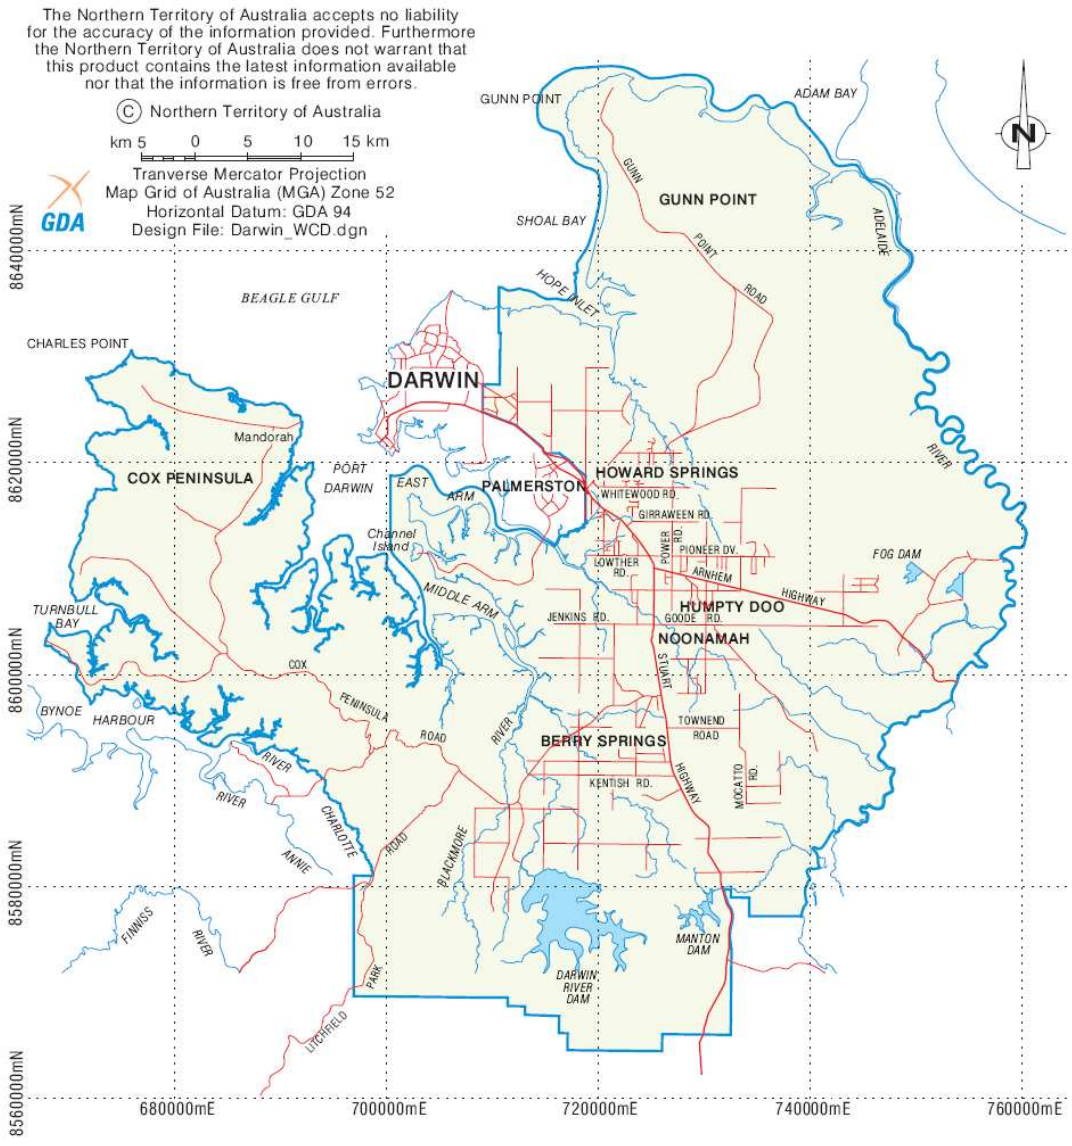 The Northern Territory of Australia accepts no liability
for the accuracy of the information provided. Furthermore
the Northern Territory of Australia does not warrant that
this product contains the latest information available
nor that the information is free from errors.
C Northern Territory of Australia
km 5 0 5 10 15 km
Tranverse Mercator Projection
Map Grid of Australia (MGA) Zone 52
Horizontal Datum: GDA 94
Design File: Darwin_WCD.dgn
GDA
N
GUNN POINT
ADAM BAY
GUNN
POINT
ROAD
GUNN POINT
SHOAL BAY
ADELAIDE
RIVER
8640000mN
HOPE INLET
BEAGLE GULF
CHARLES POINT
DARWIN
Mandorah
8620000mN
COX PENINSULA
PORT
DARWIN
EAST
ARM
PALMERSTON
HOWARD SPRINGS
WHITEWOOD RD.
GIRRAWEEN RD.
Channel
Island
POWER
RD.
PIONEER DV.
LOWTHER
RD.
ARNHEM
HIGHWAY
FOG DAM
MIDDLE ARM
TURNBULL
BAY
HUMPTY DOO
JENKINS RD.
GOODE RD.
NOONAMAH
8600000mN
COX
PENINSULA
ROAD
STUART
HIGHWAY
BYNOE
HARBOUR
RIVER
TOWNEND
ROAD
BERRY SPRINGS
KENTISH RD.
MOCATTO
RD.
RIVER
RIVER
CHARLOTTE
ANNIE
ROAD
BLACKMORE
8580000mN
FINNISS
RIVER
MANTON
DAM
DARWIN
RIVER
DAM
PARK
LITCHFIELD
8560000mN
680000mE
700000mE
720000mE
740000mE
760000mE